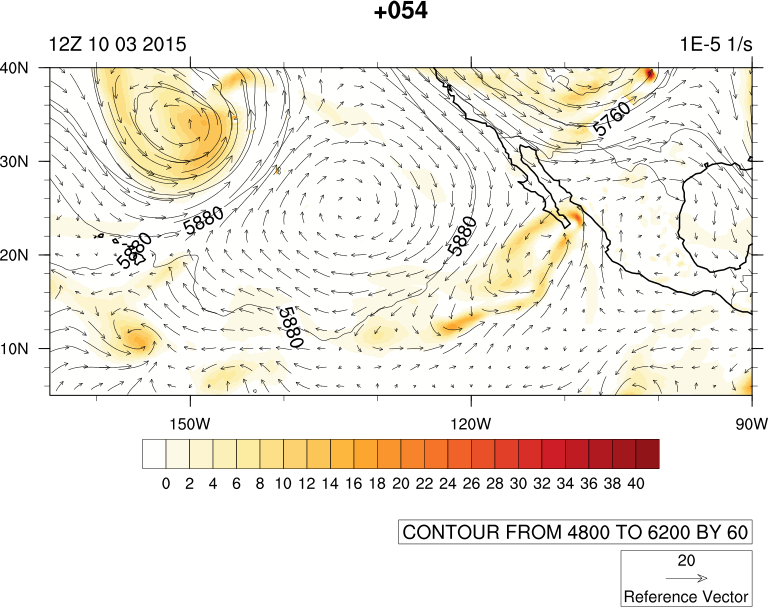 +054
12Z 10 03 2015
1E-5 1/s
40N
5760
30N
5880
5880
5880
20N
5880
10N
150W
120W
90W
0 2 4 6 8 10 12 14 16 18 20 22 24 26 28 30 32 34 36 38 40
CONTOUR FROM 4800 TO 6200 BY 60
20
Reference Vector